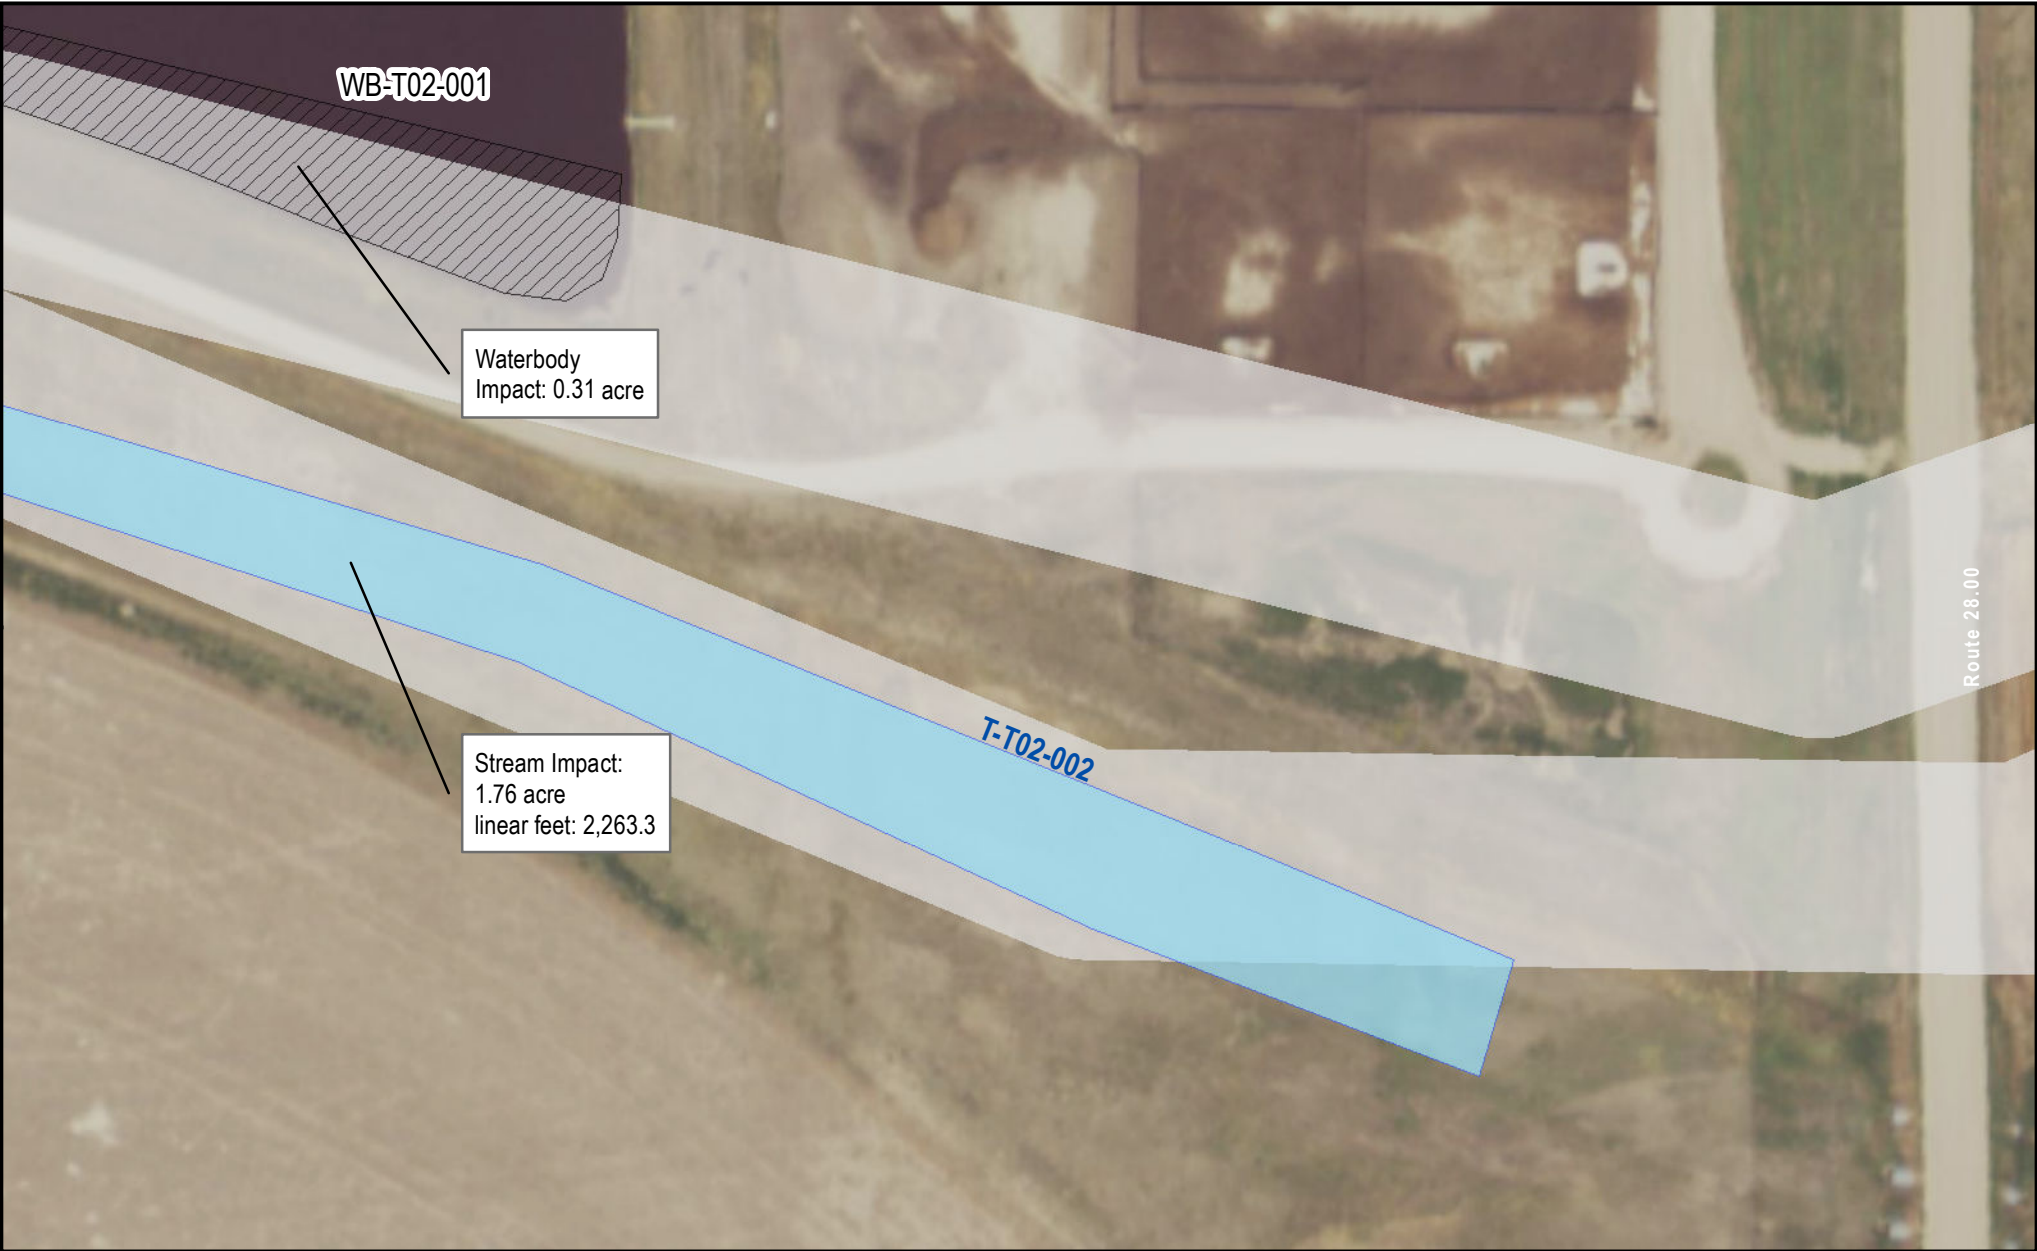 WB-T02-001
Waterbody
Impact: 0.31 acre
Route 28.00
T-T02-002
Stream Impact:
1.76 acre
linear feet: 2,263.3